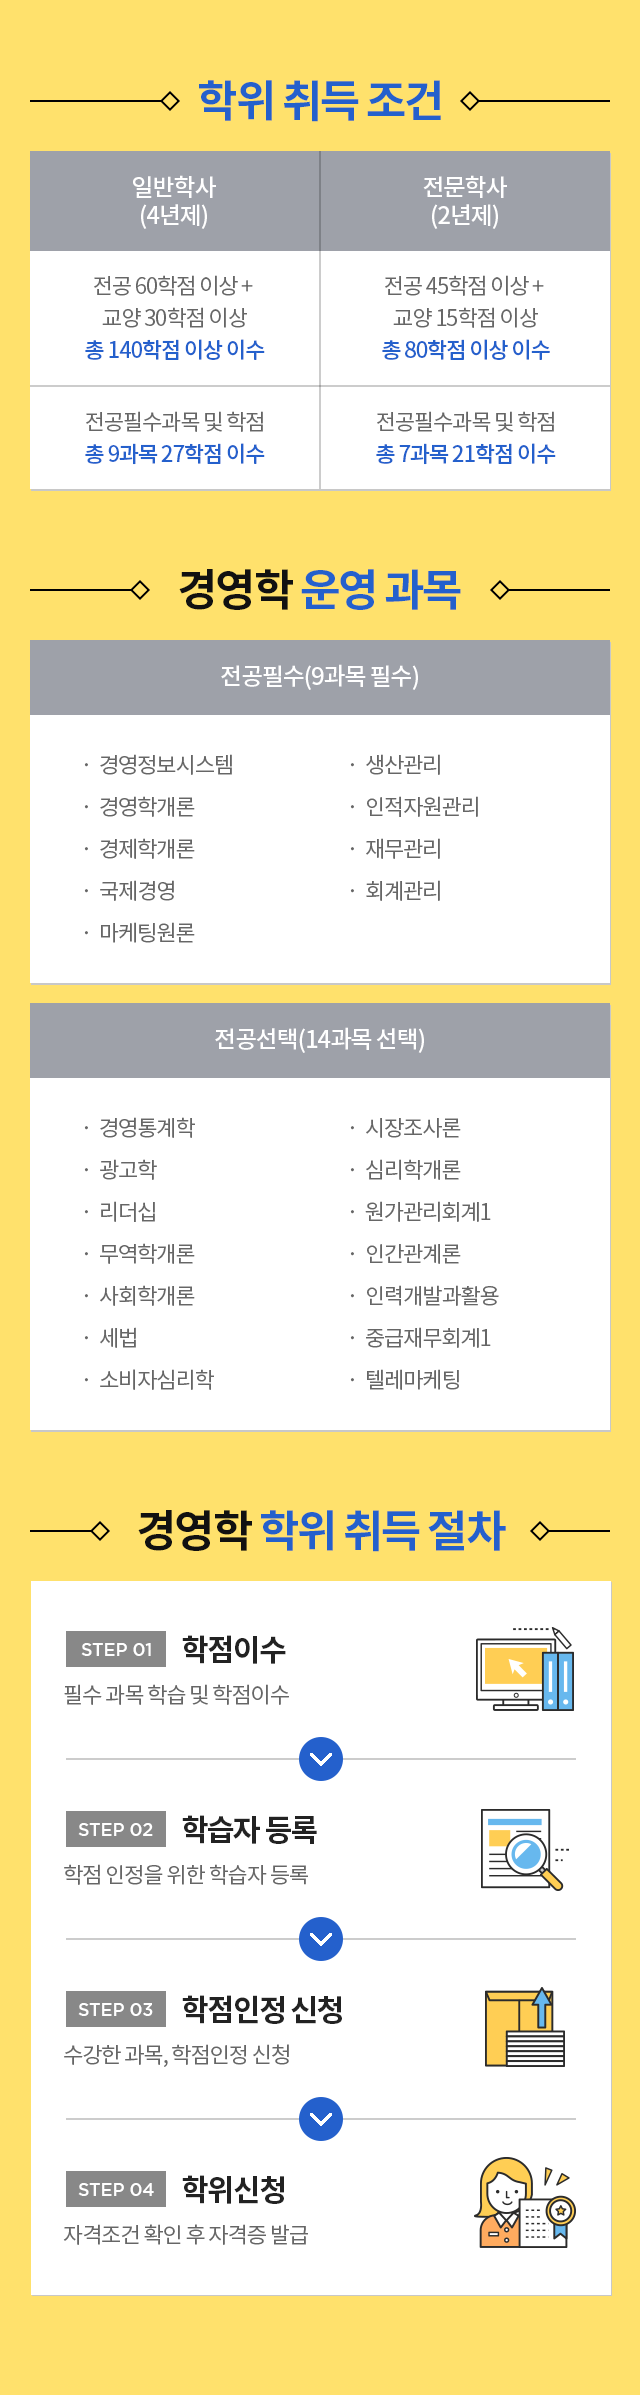 학위 취득 조건
일반학사
(4년제)
전문학사
(2년제)
전공 60학점 이상 +
교양 30학점 이상
총 140학점 이상 이수
전공 45학점 이상 +
교양 15학점 이상
총 80학점 이상 이수
전공필수과목 및 학점
총 9과목 27학점 이수
전공필수과목 및 학점
총 7과목 21학점 이수
경영학 운영 과목
전공필수(9과목 필수)
· 경영정보시스템
· 경영학개론
· 경제학개론
· 국제경영
· 마케팅원론
· 생산관리
· 인적자원관리
· 재무관리
· 회계관리
전공선택(14과목 선택)
· 경영통계학
· 광고학
· 리더십
· 무역학개론
· 사회학개론
· 세법
· 소비자심리학
· 시장조사론
· 심리학개론
· 원가관리회계1
· 인간관계론
· 인력개발과활용
· 중급재무회계1
· 텔레마케팅
경영학 학위 취득 절차
STEP 01 학점이수
필수 과목 학습 및 학점이수
STEP 02 학습자 등록
학점 인정을 위한 학습자 등록
STEP 03 학점인정 신청
수강한 과목, 학점인정 신청
STEP 04 학위신청
자격조건 확인 후 자격증 발급